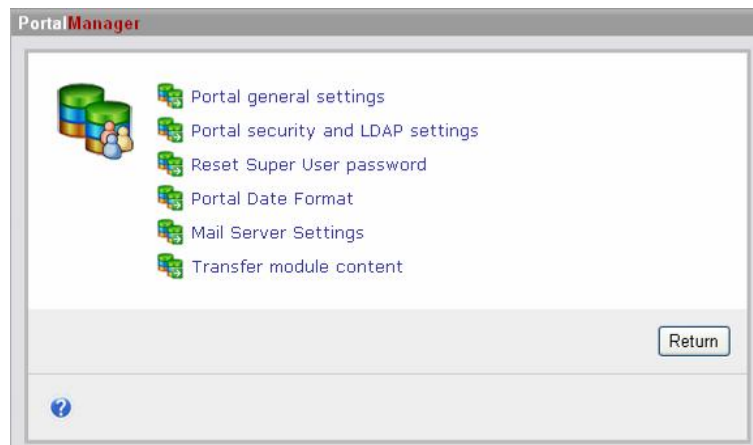 PortalManager
Portal general settings
Portal security and LDAP settings
Reset Super User password
Portal Date Format
Mail Server Settings
Transfer module content
Return
?